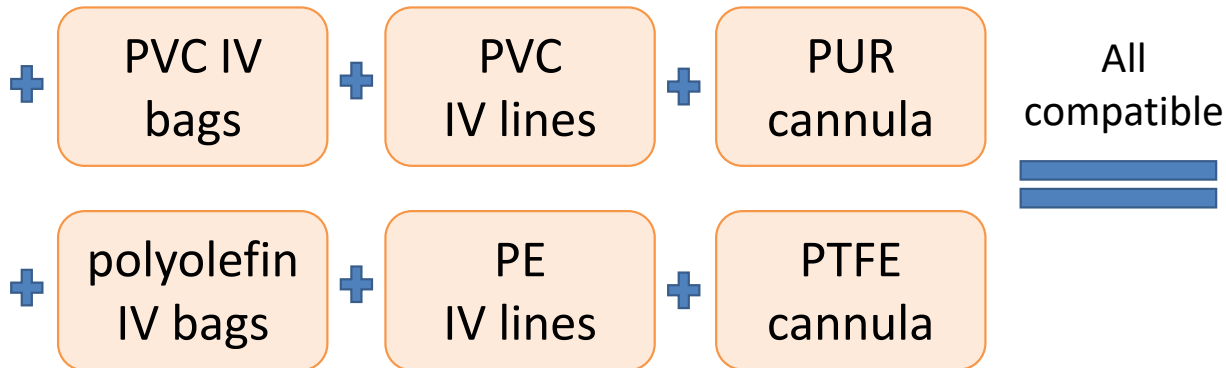 PVC IV
bags
PVC
IV lines
PUR
cannula
All
compatible
polyolefin
IV bags
PE
IV lines
PTFE
cannula